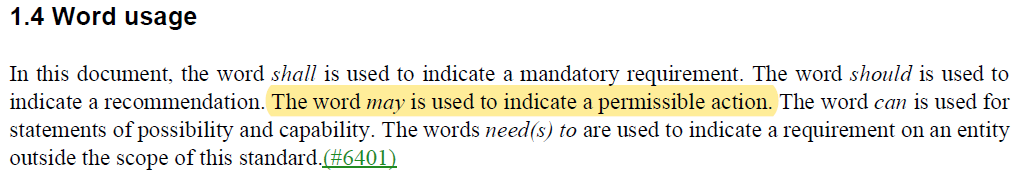 1.4 Word usage
In this document, the word shall is used to indicate a mandatory requirement. The word should is used to
indicate a recommendation. The word may is used to indicate a permissible action. The word can is used for
statements of possibility and capability. The words need(s) to are used to indicate a requirement on an entity
outside the scope of this standard.(#6401)